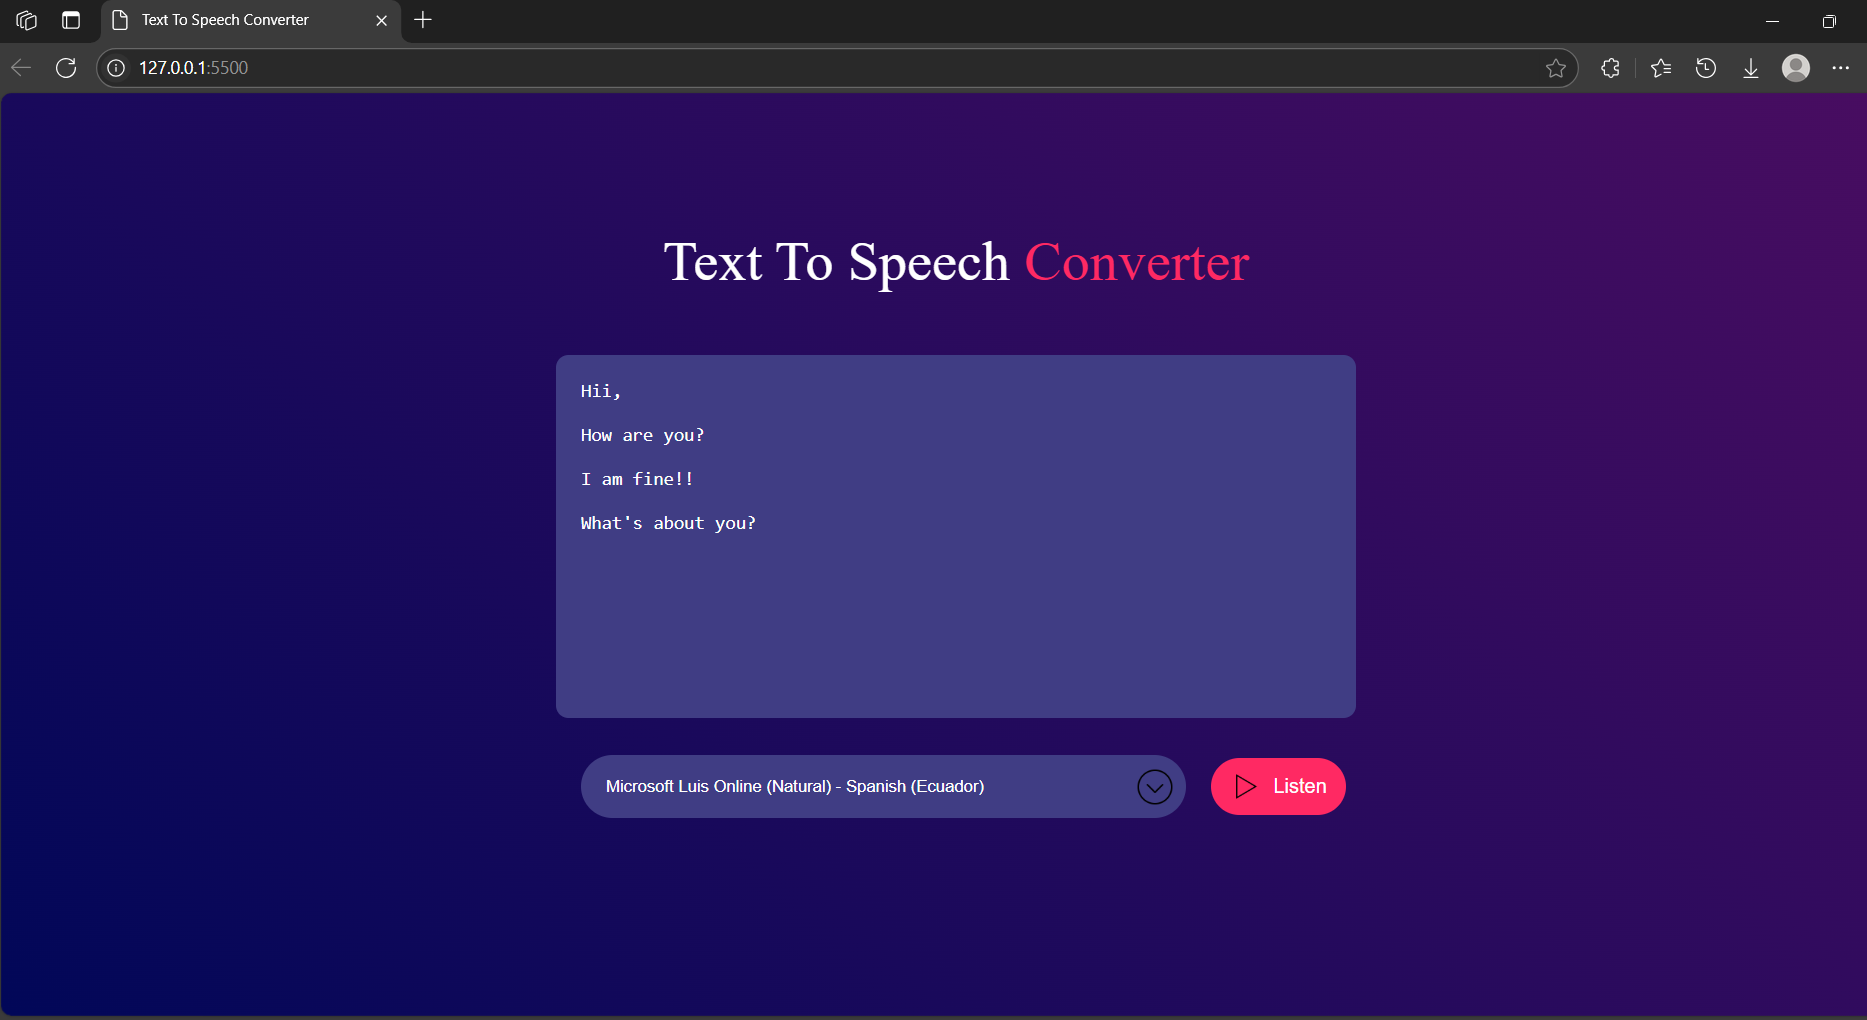 Text To Speech Converter
127.0.0.1:5500
Text To Speech Converter
Hii,
How are you?
I am fine!!
What's about you?
Microsoft Luis Online (Natural) - Spanish (Ecuador)
Listen